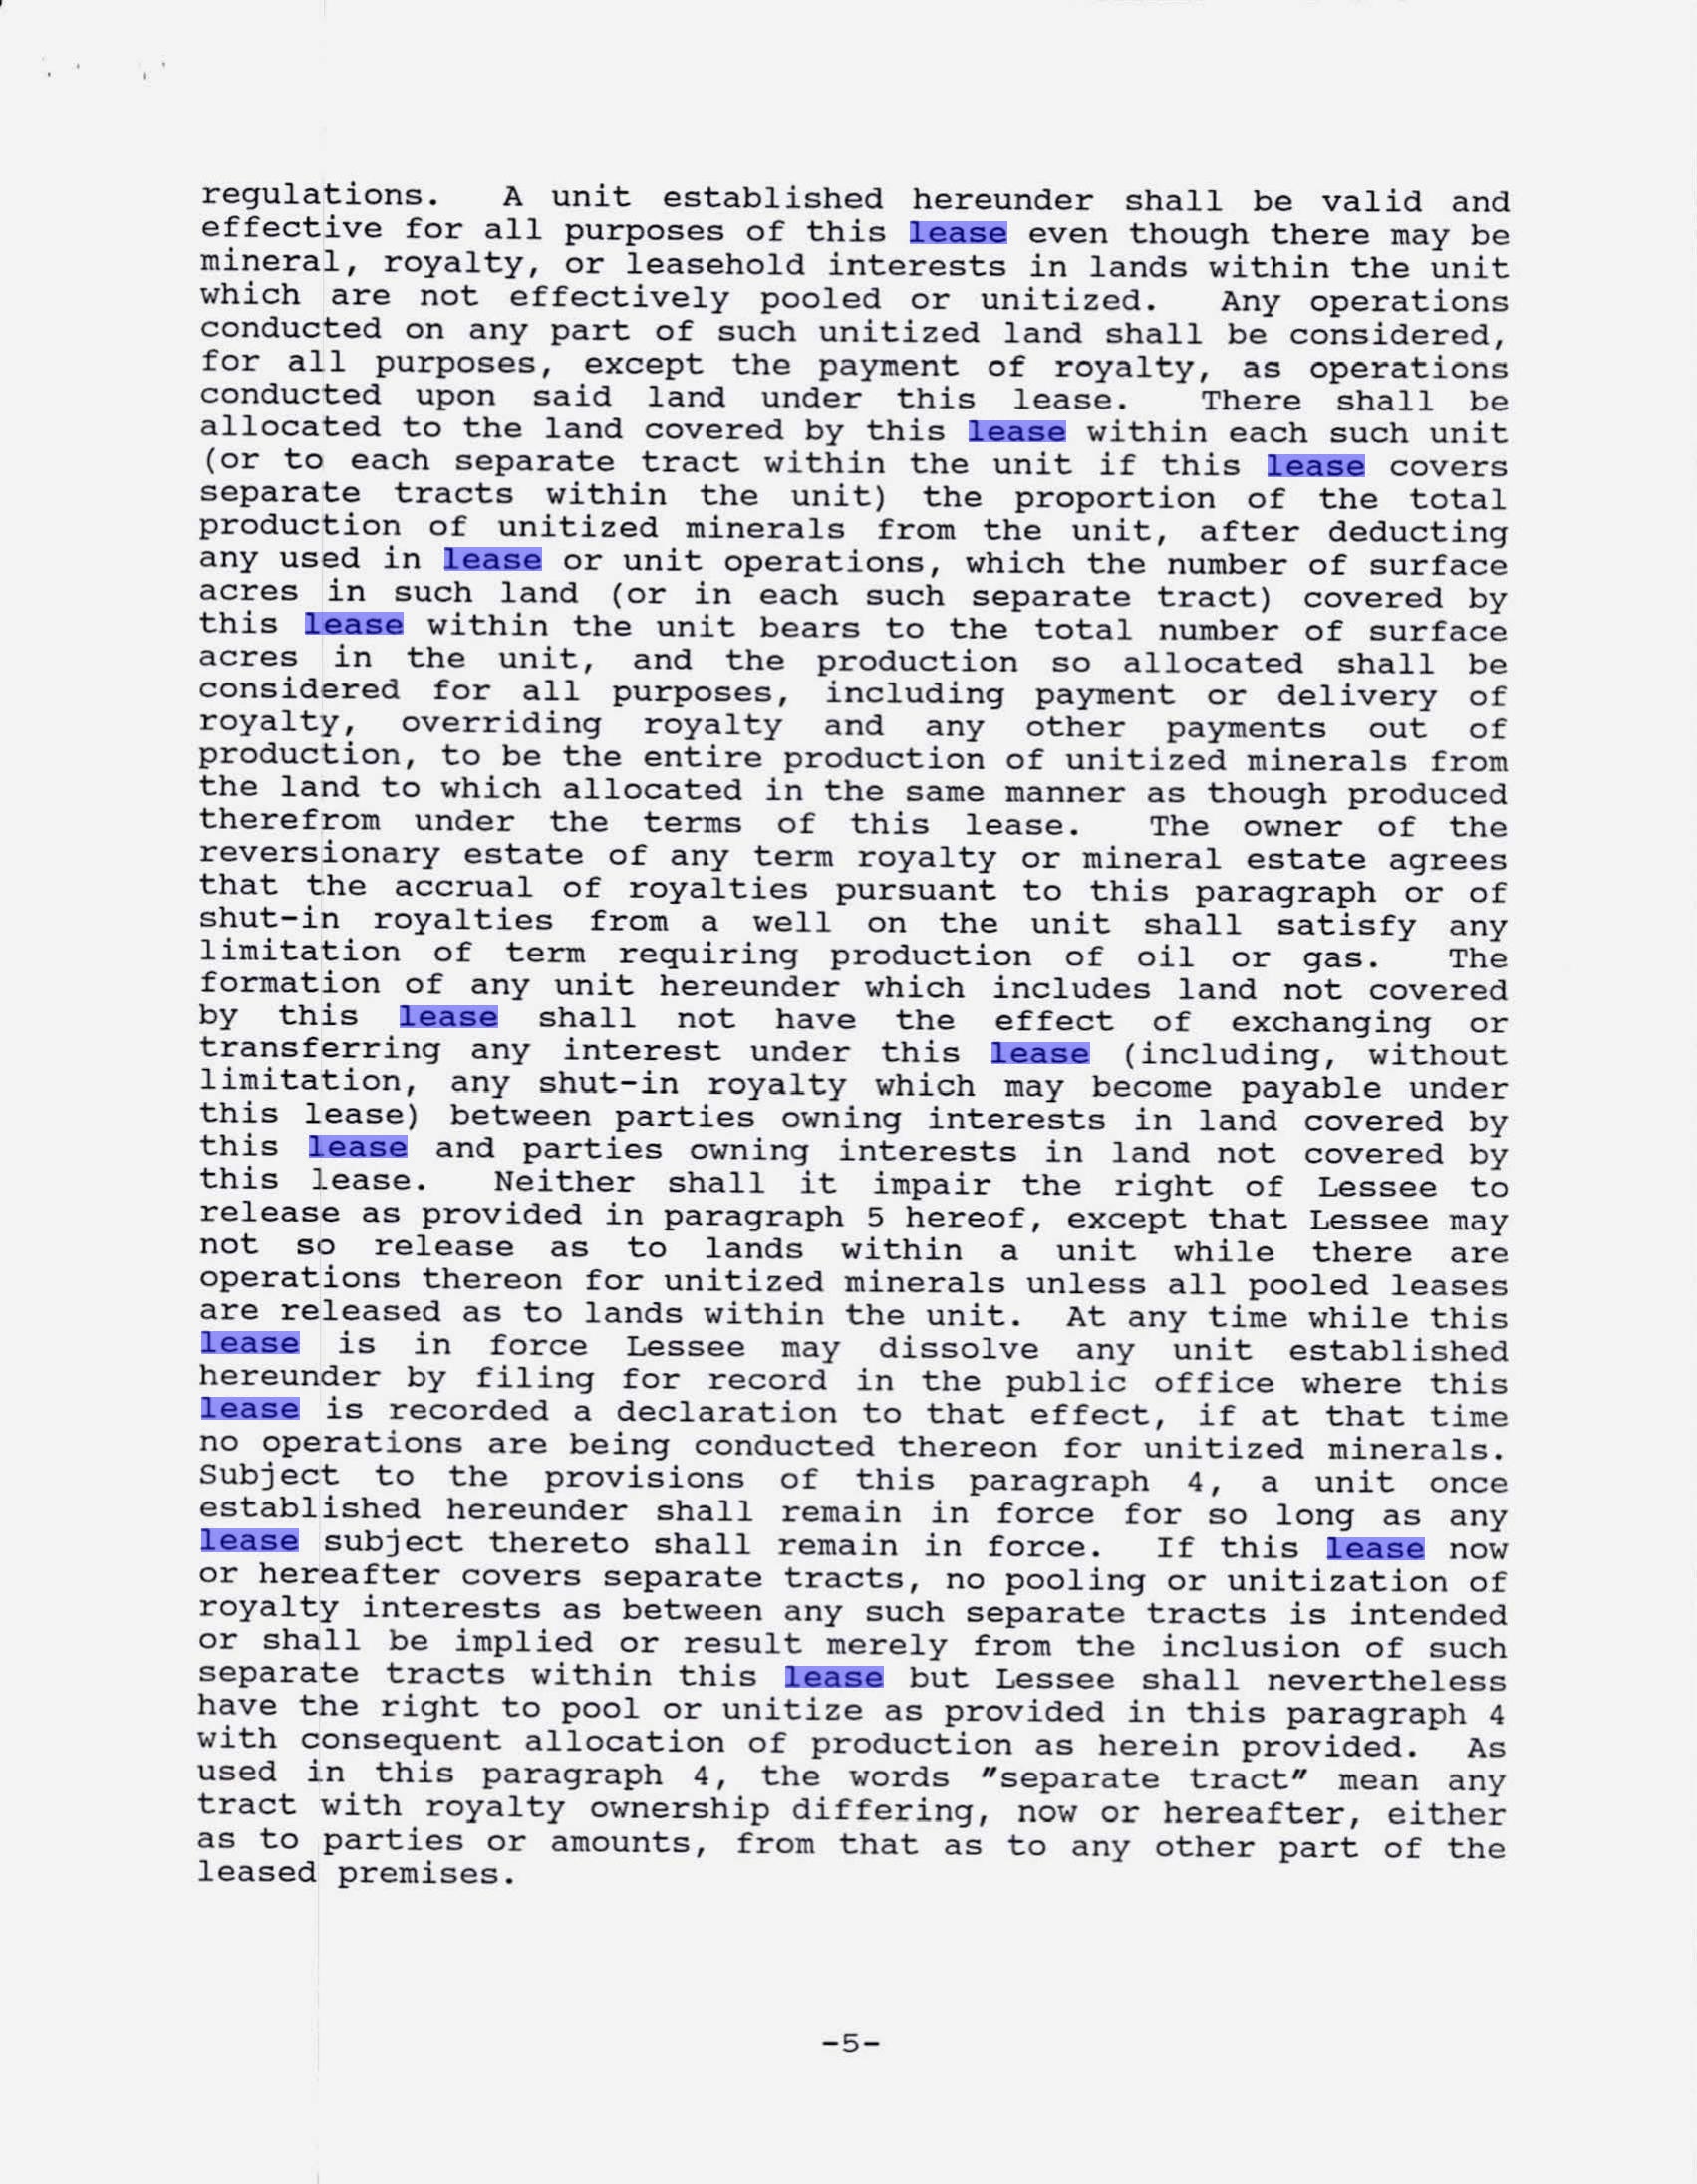 regulations. A unit established hereunder shall be valid and
effective for all purposes of this lease even though there may be
mineral, royalty, or leasehold interests in lands within the unit
which are not effectively pooled or unitized. Any operations
conducted on any part of such unitized land shall be considered,
for all purposes, except the payment of royalty, as operations
conducted upon said land under this lease. There shall be
allocated to the land covered by this lease within each such unit
(or to each separate tract within the unit if this lease covers
separate tracts within the unit) the proportion of the total
production of unitized minerals from the unit, after deducting
any used in lease or unit operations, which the number of surface
acres in such land (or in each such separate tract) covered by
this lease within the unit bears to the total number of surface
acres in the unit, and the production so allocated shall be
considered for all purposes, including payment or delivery of
royalty, overriding royalty and any other payments out of
production, to be the entire production of unitized minerals from
the land to which allocated in the same manner as though produced
therefrom under the terms of this lease. The owner of the
reversionary estate of any term royalty or mineral estate agrees
that the accrual of royalties pursuant to this paragraph or of
shut-in royalties from a well on the unit shall satisfy any
limitation of term requiring production of oil or gas. The
formation of any unit hereunder which includes land not covered
by this lease shall not have the effect of exchanging or
transferring any interest under this lease (including, without
limitation, any shut-in royalty which may become payable under
this lease) between parties owning interests in land covered by
this lease and parties owning interests in land not covered by
this lease. Neither shall it impair the right of Lessee to
release as provided in paragraph 5 hereof, except that Lessee may
not so release as to lands within a unit while there are
operations thereon for unitized minerals unless all pooled leases
are released as to lands within the unit. At any time while this
lease is in force Lessee may dissolve any unit established
hereunder by filing for record in the public office where this
lease is recorded a declaration to that effect, if at that time
no operations are being conducted thereon for unitized minerals.
Subject to the provisions of this paragraph 4, a unit once
established hereunder shall remain in force for so long as any
lease subject thereto shall remain in force. If this lease now
or hereafter covers separate tracts, no pooling or unitization of
royalty interests as between any such separate tracts is intended
or shall be implied or result merely from the inclusion of such
separate tracts within this lease but Lessee shall nevertheless
have the right to pool or unitize as provided in this paragraph 4
with consequent allocation of production as herein provided. As
used in this paragraph 4, the words "separate tract" mean any
tract with royalty ownership differing, now or hereafter, either
as to parties or amounts, from that as to any other part of the
leased premises.
-5-